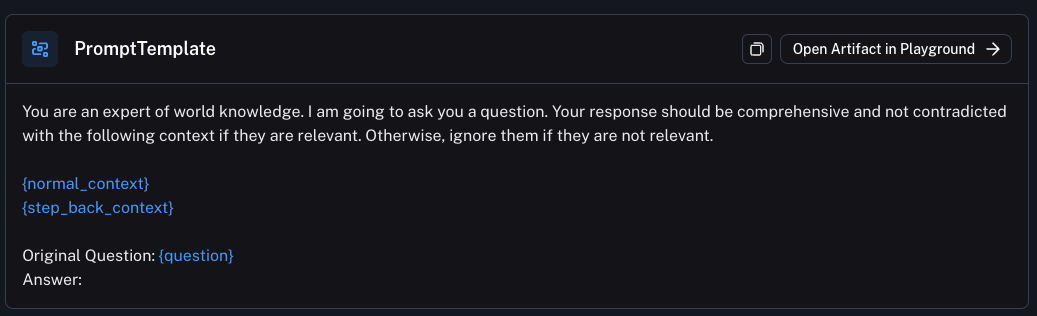 PromptTemplate
Open Artifact in Playground
You are an expert of world knowledge. I am going to ask you a question. Your response should be comprehensive and not contradicted
with the following context if they are relevant. Otherwise, ignore them if they are not relevant.
{normal_context}
{step_back_context}
Original Question: {question}
Answer: